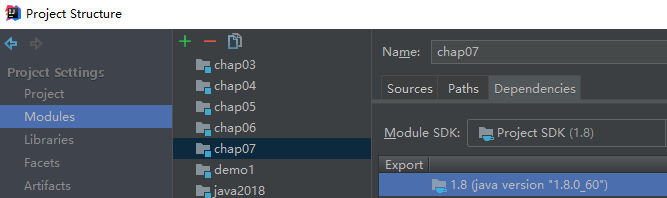 Project Structure
Project Settings
Project
Modules
Libraries
Facets
Artifacts
chap03
chap04
chap05
chap06
chap07
demo1
java2018
Name: chap07
Sources Paths Dependencies
Module SDK: Project SDK (1.8)
Export
1.8 (java version "1.8.0_60")